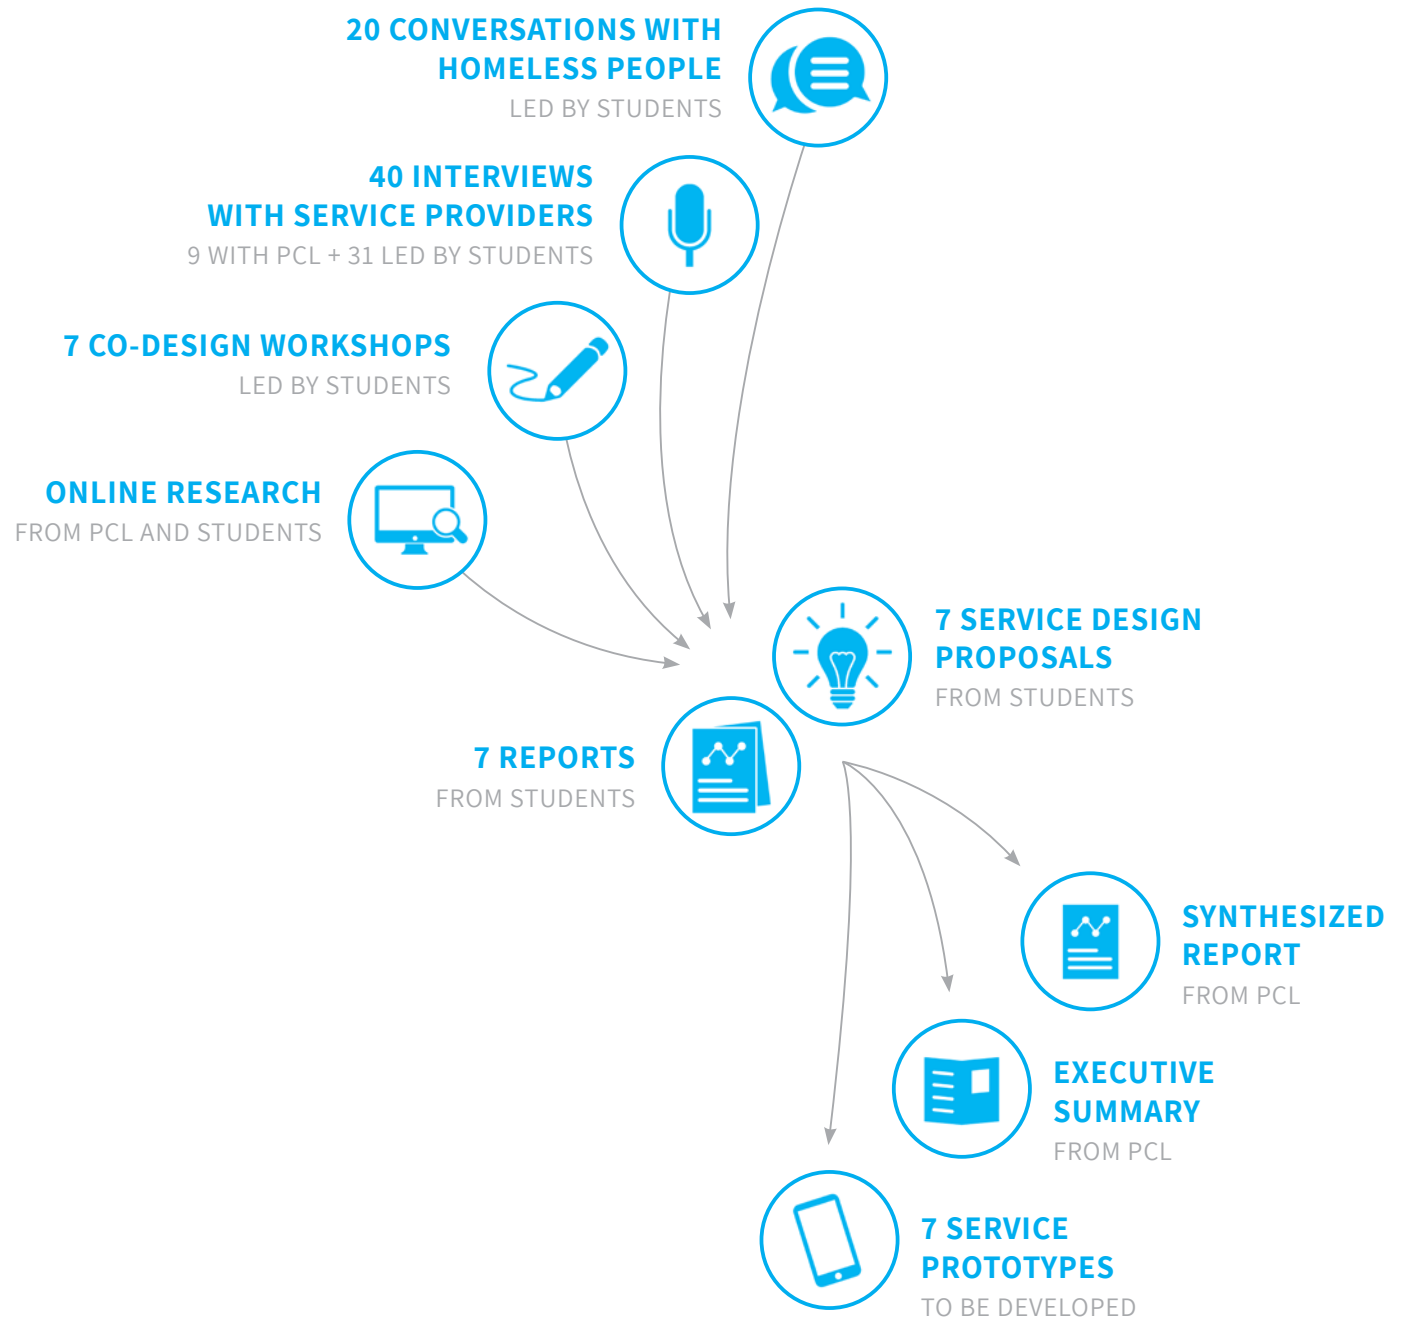 20 CONVERSATIONS WITH
HOMELESS PEOPLE
LED BY STUDENTS
40 INTERVIEWS
WITH SERVICE PROVIDERS
9 WITH PCL + 31 LED BY STUDENTS
7 CO-DESIGN WORKSHOPS
LED BY STUDENTS
ONLINE RESEARCH
FROM PCL AND STUDENTS
7 SERVICE DESIGN
PROPOSALS
FROM STUDENTS
7 REPORTS
FROM STUDENTS
SYNTHESIZED
REPORT
FROM PCL
EXECUTIVE
SUMMARY
FROM PCL
7 SERVICE
PROTOTYPES
TO BE DEVELOPED